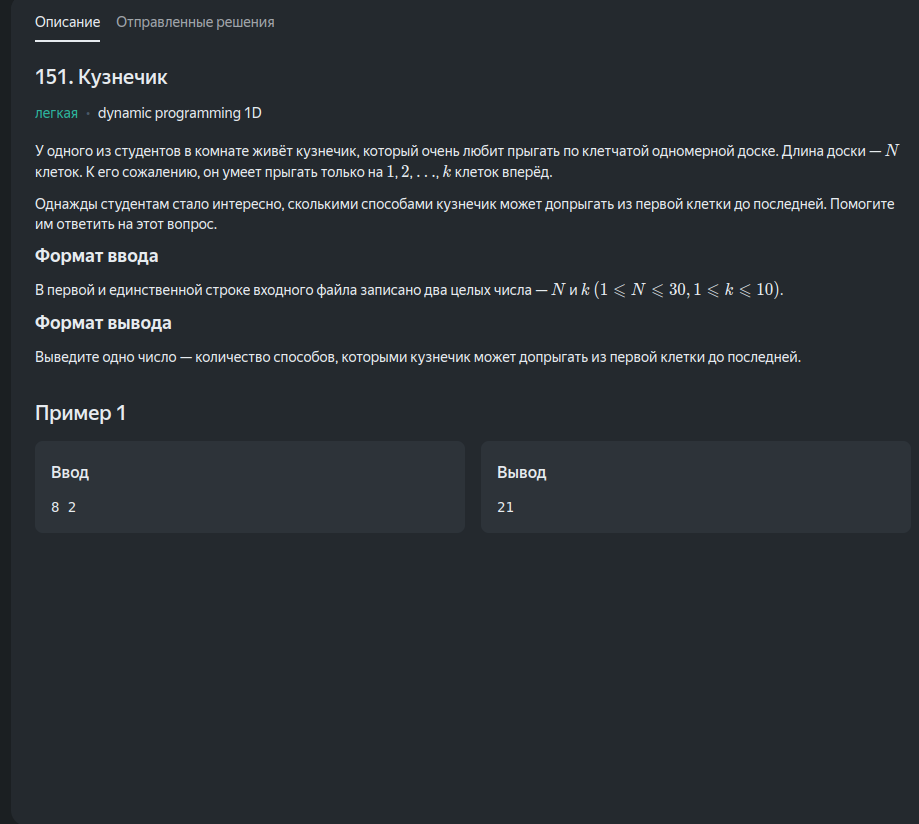 Описание Отправленные решения
151. Кузнечик
легкая · dynamic programming 1D
У одного из студентов в комнате живёт кузнечик, который очень любит прыгать по клетчатой одномерной доске. Длина доски — N
клеток. К его сожалению, он умеет прыгать только на 1, 2, ..., k клеток вперёд.
Однажды студентам стало интересно, сколькими способами кузнечик может допрыгать из первой клетки до последней. Помогите
им ответить на этот вопрос.
Формат ввода
В первой и единственной строке входного файла записано два целых числа — N и k (1 ⩽ N ⩽ 30, 1 ⩽ k ⩽ 10).
Формат вывода
Выведите одно число — количество способов, которыми кузнечик может допрыгать из первой клетки до последней.
Пример 1
Ввод
8 2
Вывод
21